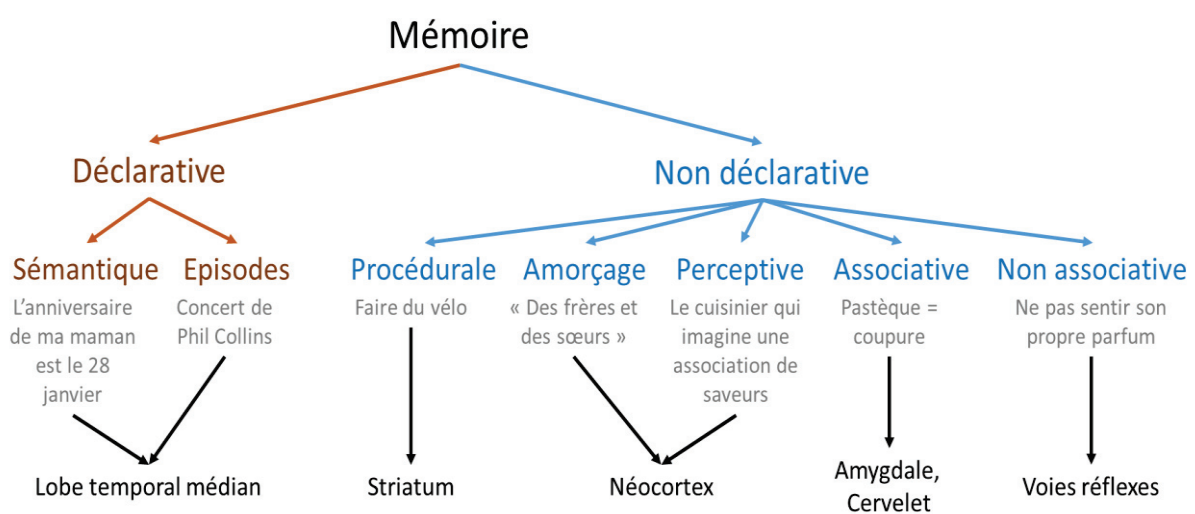 Mémoire
Déclarative
Non déclarative
Sémantique
Episodes
Procédurale
Amorçage
Perceptive
Associative
Non associative
L'anniversaire
de ma maman
est le 28
janvier
Concert de
Phil Collins
Faire du vélo
« Des frères et
des sœurs »
Le cuisinier qui
imagine une
association de
saveurs
Pastèque =
coupure
Ne pas sentir son
propre parfum
Lobe temporal médian
Striatum
Néocortex
Amygdale,
Cervelet
Voies réflexes